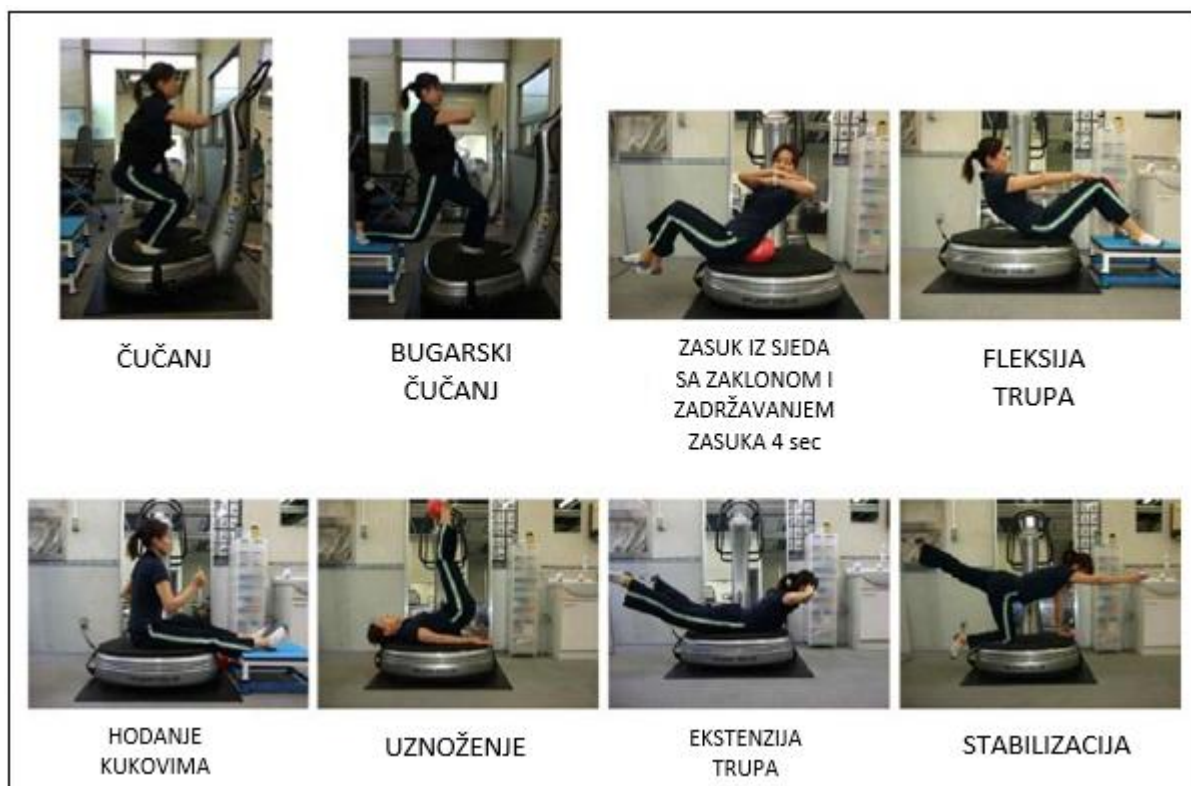 ČUČANJ
BUGARSKI
ČUČANJ
ZASUK IZ SJEDA
SA ZAKLONOM I
ZADRŽAVANJEM
ZASUKA 4 sec
FLEKSIJA
TRUPA
HODANJE
KUKOVIMA
UZNOŽENJE
EKSTENZIJA
TRUPA
STABILIZACIJA